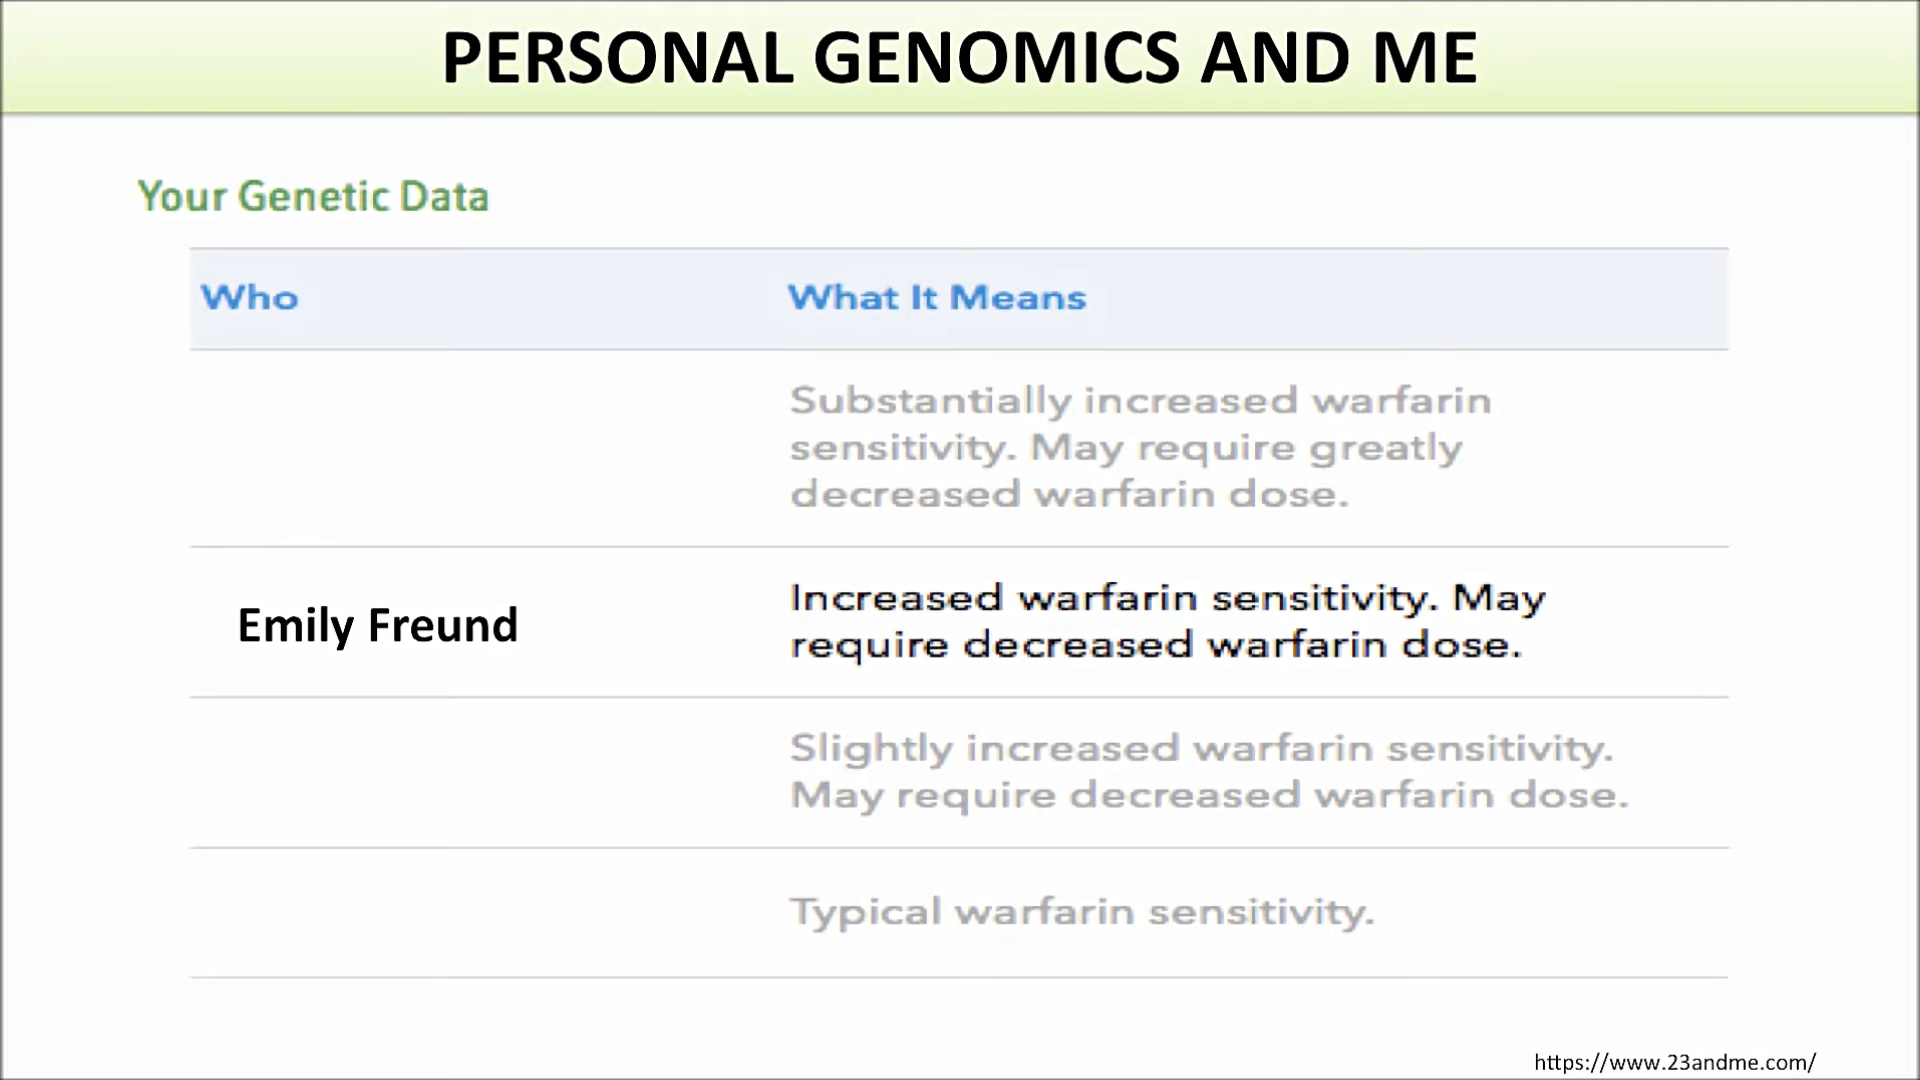 PERSONAL GENOMICS AND ME
Your Genetic Data
Who
What It Means
Substantially increased warfarin
sensitivity. May require greatly
decreased warfarin dose.
Emily Freund
Increased warfarin sensitivity. May
require decreased warfarin dose.
Slightly increased warfarin sensitivity.
May require decreased warfarin dose.
Typical warfarin sensitivity.
https://www.23andme.com/